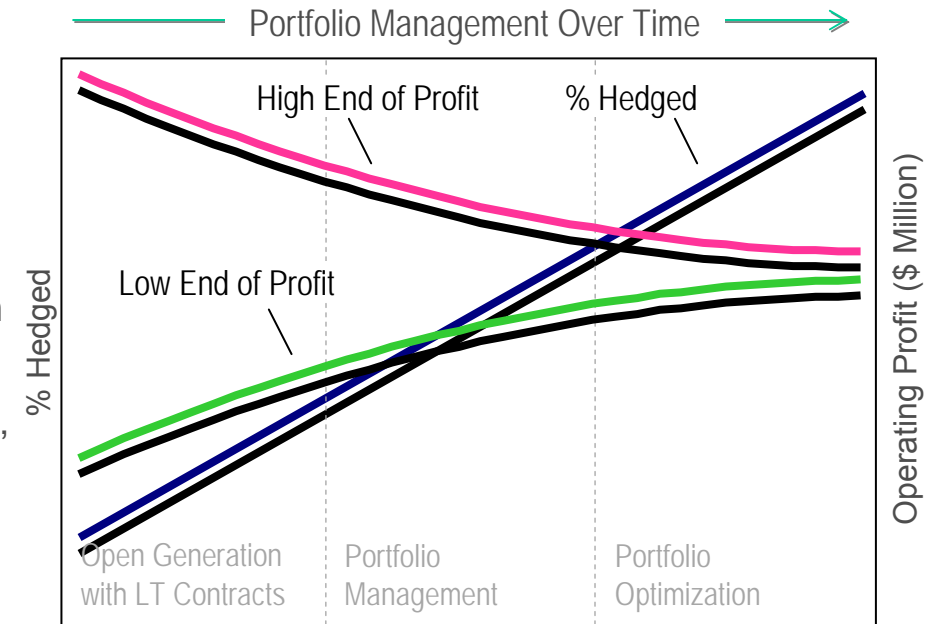 Portfolio Management Over Time
High End of Profit
% Hedged
Low End of Profit
% Hedged
Operating Profit ($ Million)
Open Generation
with LT Contracts
Portfolio
Management
Portfolio
Optimization